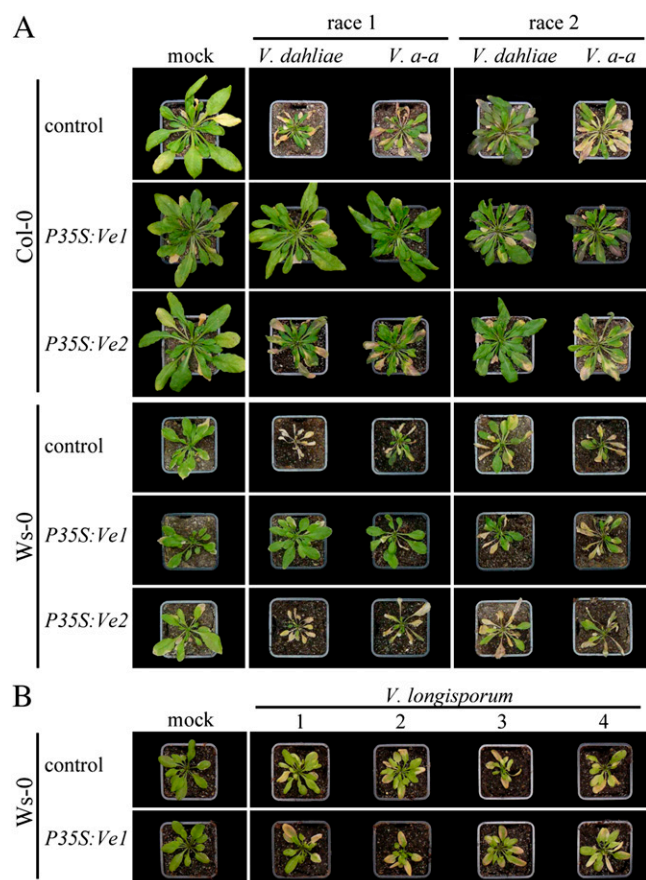 A
race 1 race 2
mock V. dahliae V. a-a V. dahliae V. a-a
Col-0
control
P35S:Ve1
P35S:Ve2
Ws-0
control
P35S:Ve1
P35S:Ve2
B
V. longisporum
mock 1 2 3 4
Ws-0
control
P35S:Ve1